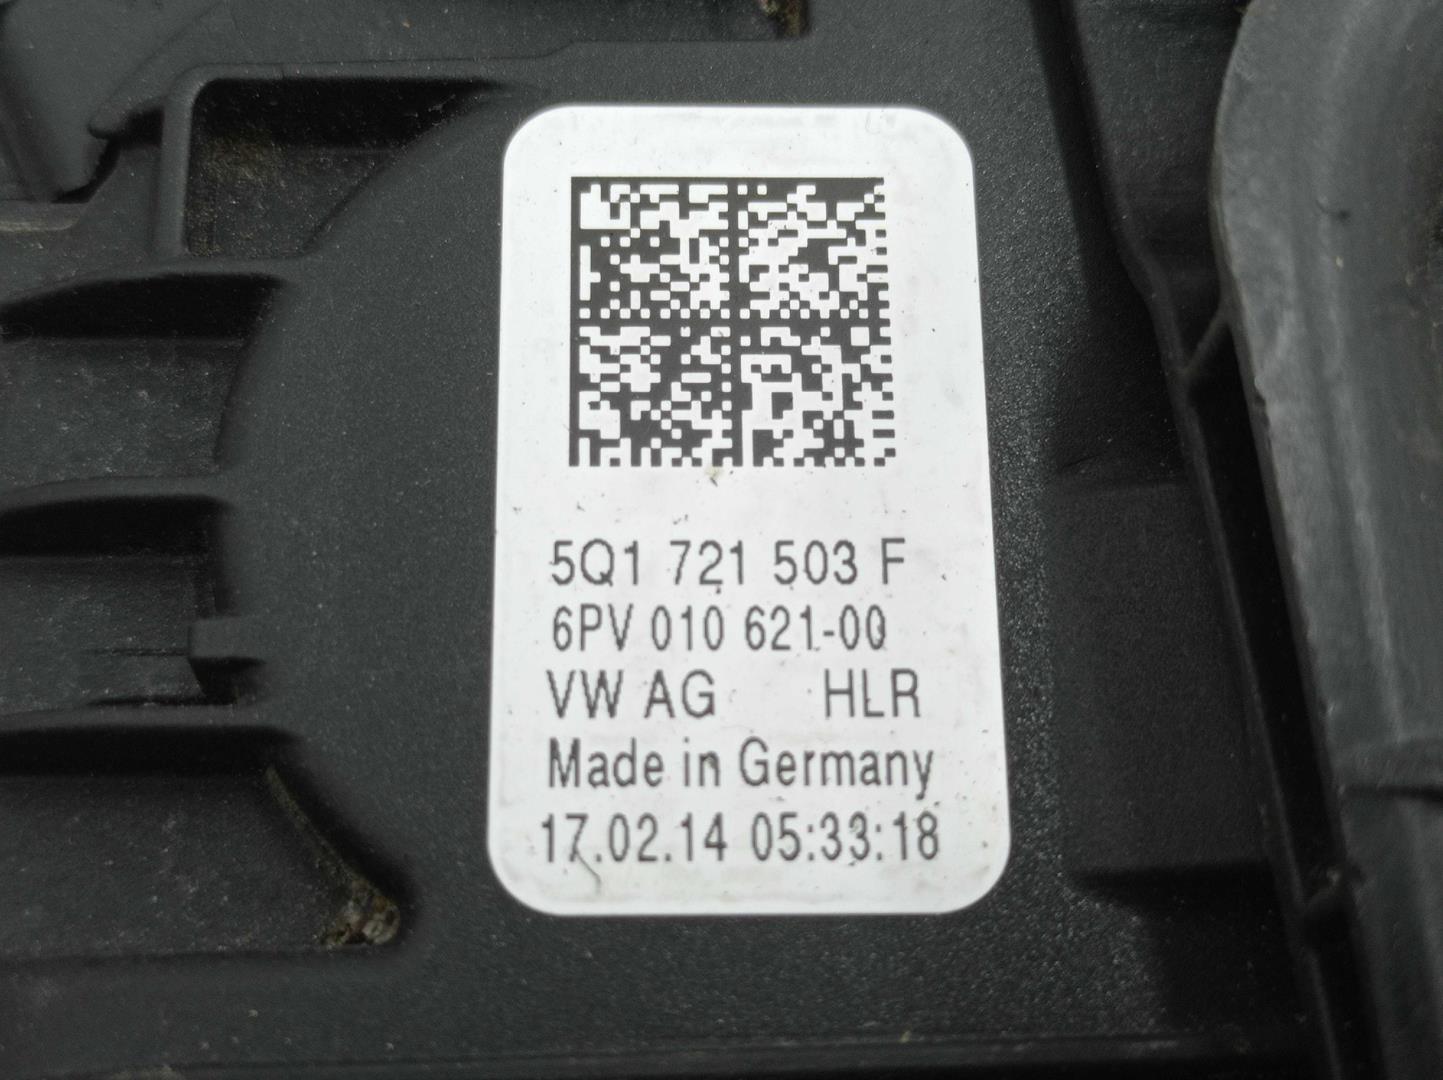 5Q1 721 503 F
6PV 010 621-00
VW AG HLR
Made in Germany
17.02.14 05:33:18